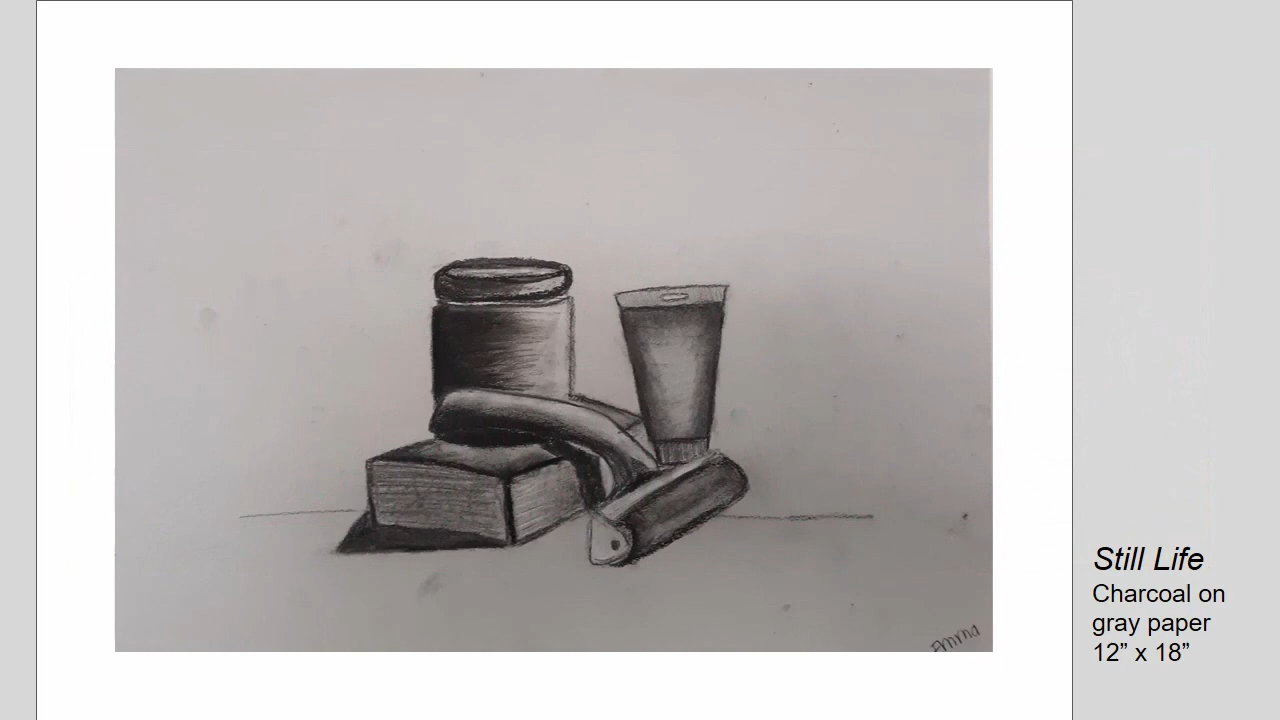 Still Life
Charcoal on
gray paper
12” x 18”